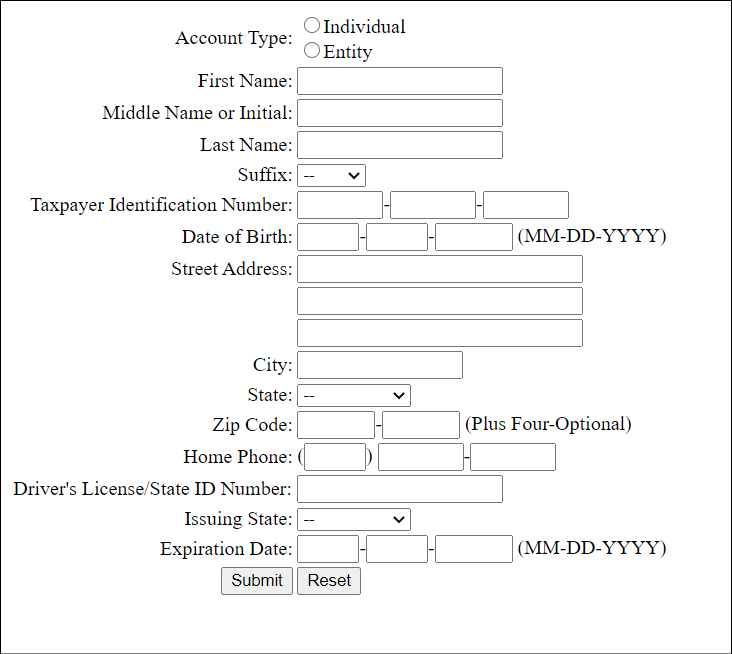 Account Type:
Individual
Entity
First Name:
Middle Name or Initial:
Last Name:
Suffix: --
Taxpayer Identification Number: - -
Date of Birth: - - (MM-DD-YYYY)
Street Address:
City:
State: --
Zip Code: - (Plus Four-Optional)
Home Phone: ( ) -
Driver's License/State ID Number:
Issuing State: --
Expiration Date: - - (MM-DD-YYYY)
Submit Reset